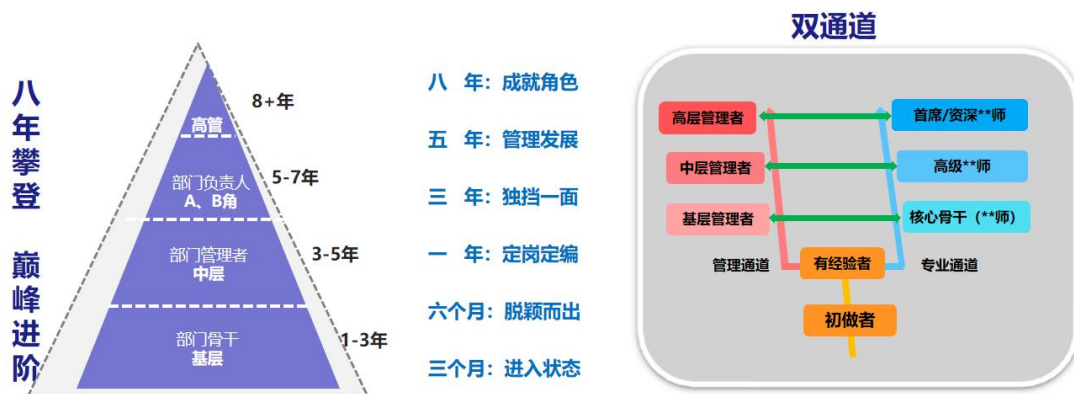 八年攀登 巅峰进阶
8+年
高管
5-7年
部门负责人
A、B角
3-5年
部门管理者
中层
1-3年
部门骨干
基层
八 年：成就角色
五 年：管理发展
三 年：独挡一面
一 年：定岗定编
六个月：脱颖而出
三个月：进入状态
双通道
高层管理者
首席/资深**师
中层管理者
高级**师
基层管理者
核心骨干（**师）
管理通道
有经验者
专业通道
初做者